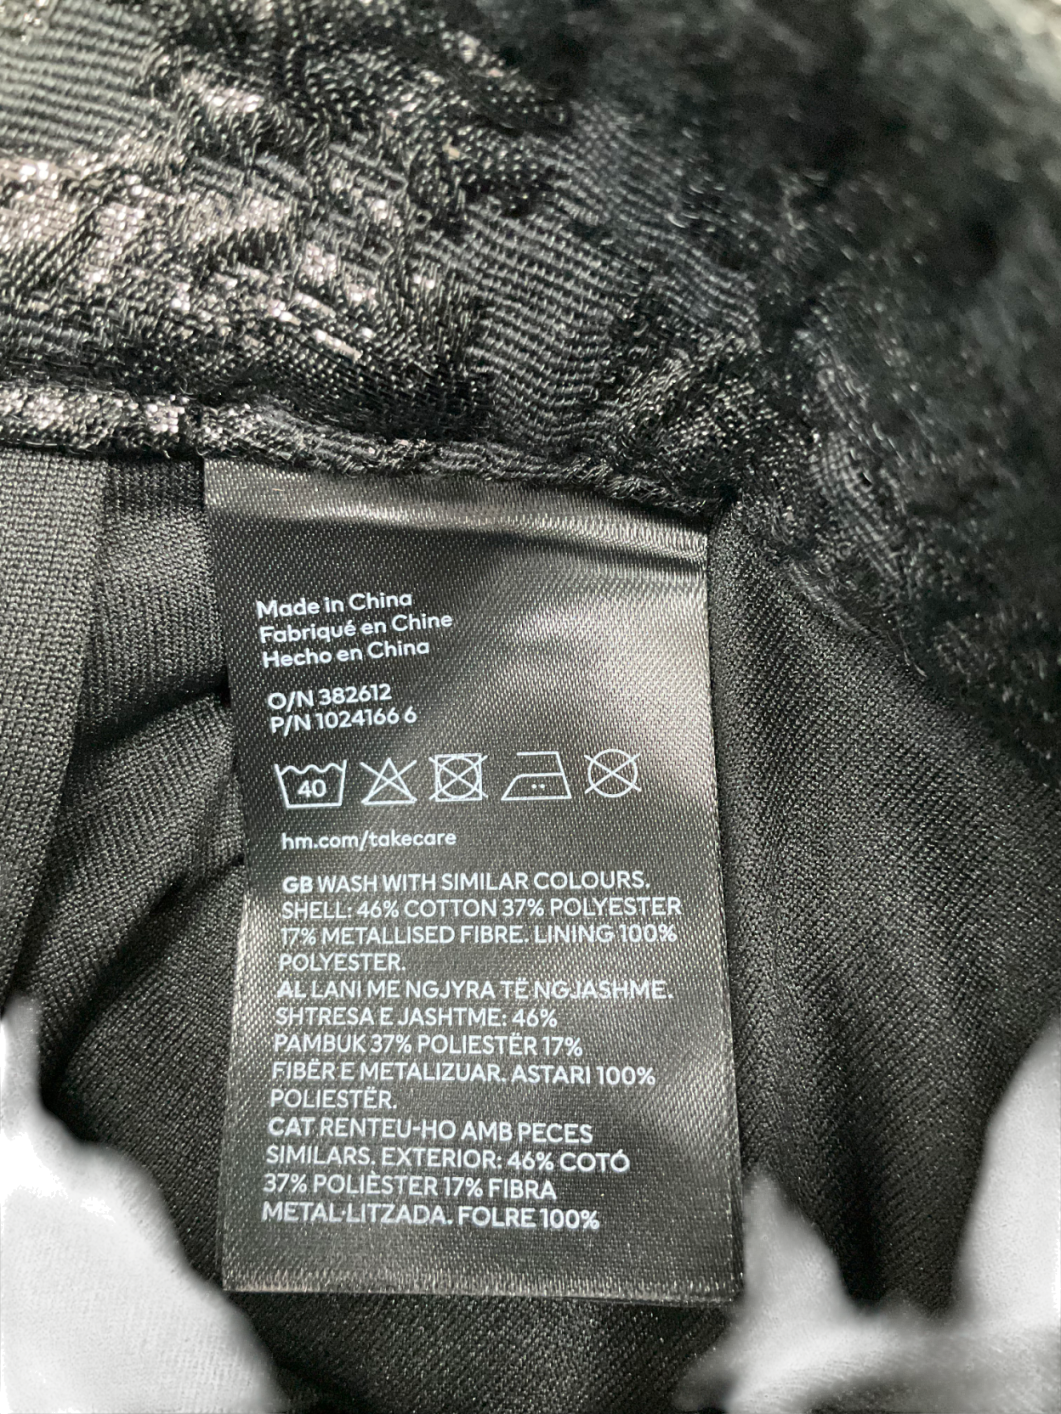 Made in China
Fabriqué en Chine
Hecho en China
O/N 382612
P/N 1024166 6
40
hm.com/takecare
GB WASH WITH SIMILAR COLOURS.
SHELL: 46% COTTON 37% POLYESTER
17% METALLISED FIBRE. LINING 100%
POLYESTER.
AL LANI ME NGJYRA TË NGJASHME.
SHTRESA E JASHTME: 46%
PAMBUK 37% POLIESTËR 17%
FIBËR E METALIZUAR. ASTARI 100%
POLIESTËR.
CAT RENTEU-HO AMB PECES
SIMILARS. EXTERIOR: 46% COTÓ
37% POLIÈSTER 17% FIBRA
METAL·LITZADA. FOLRE 100%